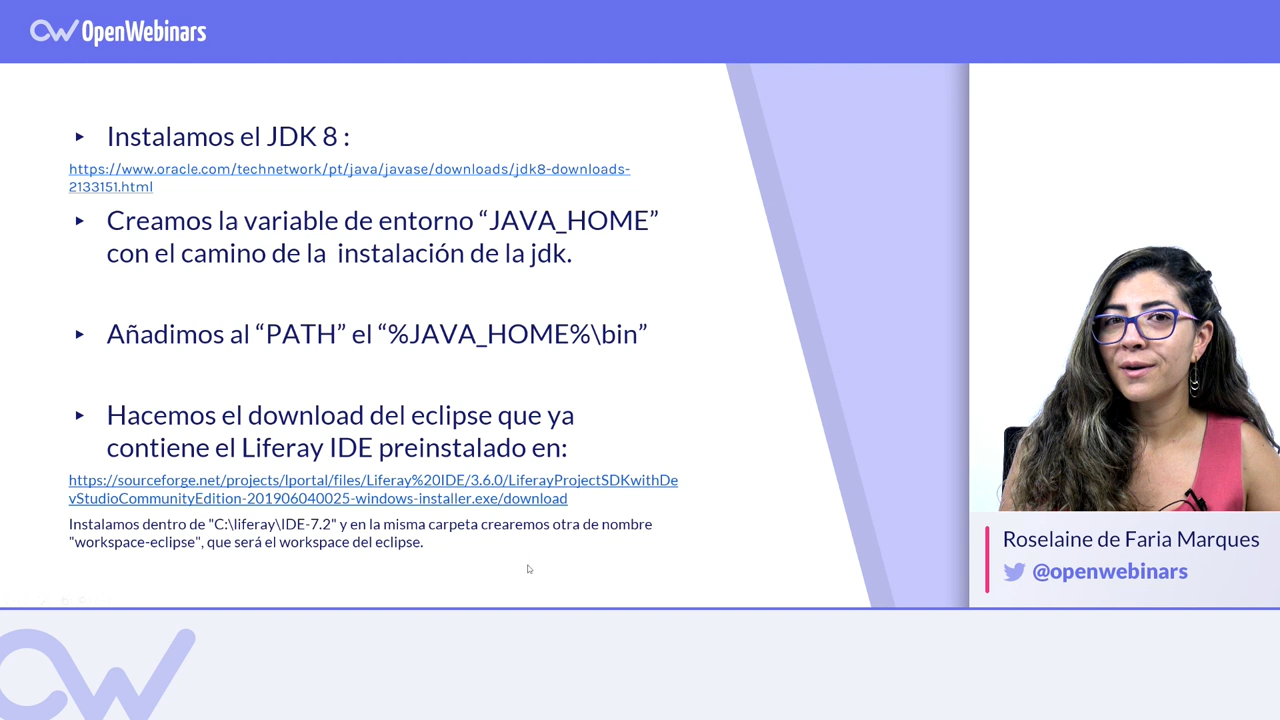 OpenWebinars
Instalamos el JDK 8 :
https://www.oracle.com/technetwork/pt/java/javase/downloads/jdk8-downloads-
2133151.html
Creamos la variable de entorno “JAVA_HOME”
con el camino de la  instalación de la jdk.
Añadimos al “PATH” el “%JAVA_HOME%\bin”
Hacemos el download del eclipse que ya
contiene el Liferay IDE preinstalado en:
https://sourceforge.net/projects/lportal/files/Liferay%20IDE/3.6.0/LiferayProjectSDKwithDe
vStudioCommunityEdition-201906040025-windows-installer.exe/download
Instalamos dentro de "C:\liferay\IDE-7.2" y en la misma carpeta crearemos otra de nombre
"workspace-eclipse", que será el workspace del eclipse.
Roselaine de Faria Marques
@openwebinars